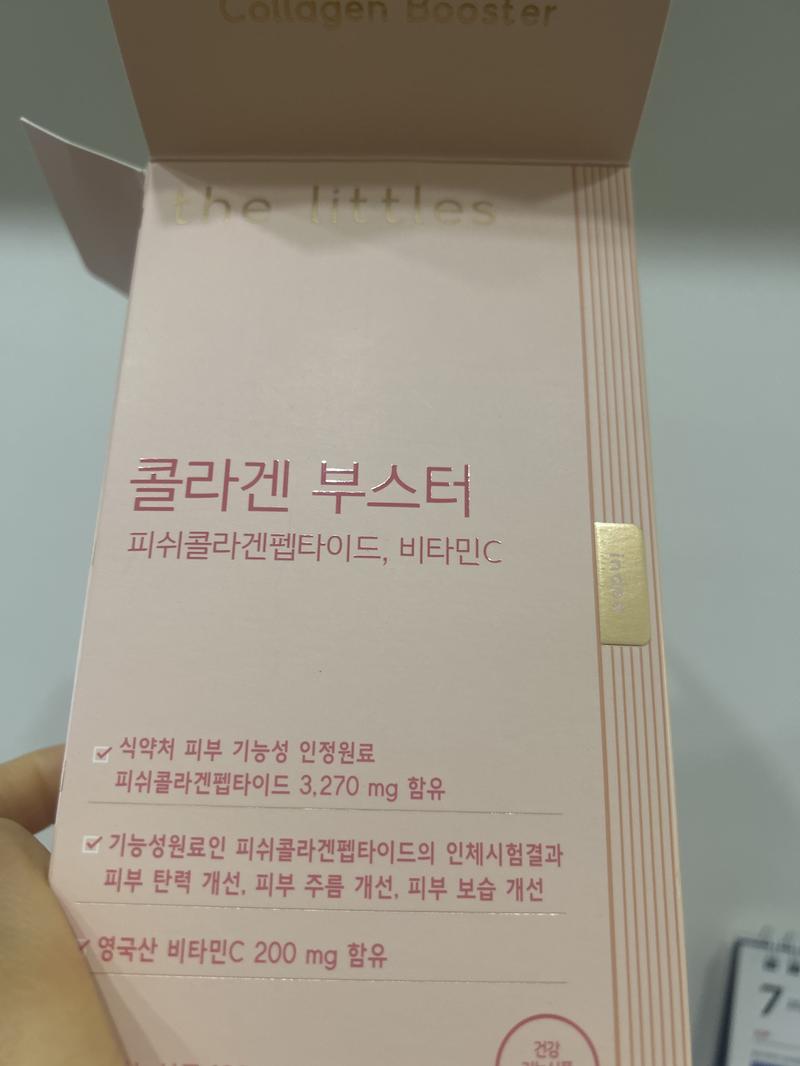 Collagen Booster
the littles
콜라겐 부스터
피쉬콜라겐펩타이드, 비타민C
식약처 피부 기능성 인정원료
피쉬콜라겐펩타이드 3,270 mg 함유
기능성원료인 피쉬콜라겐펩타이드의 인체시험결과
피부 탄력 개선, 피부 주름 개선, 피부 보습 개선
영국산 비타민C 200 mg 함유
건강
7